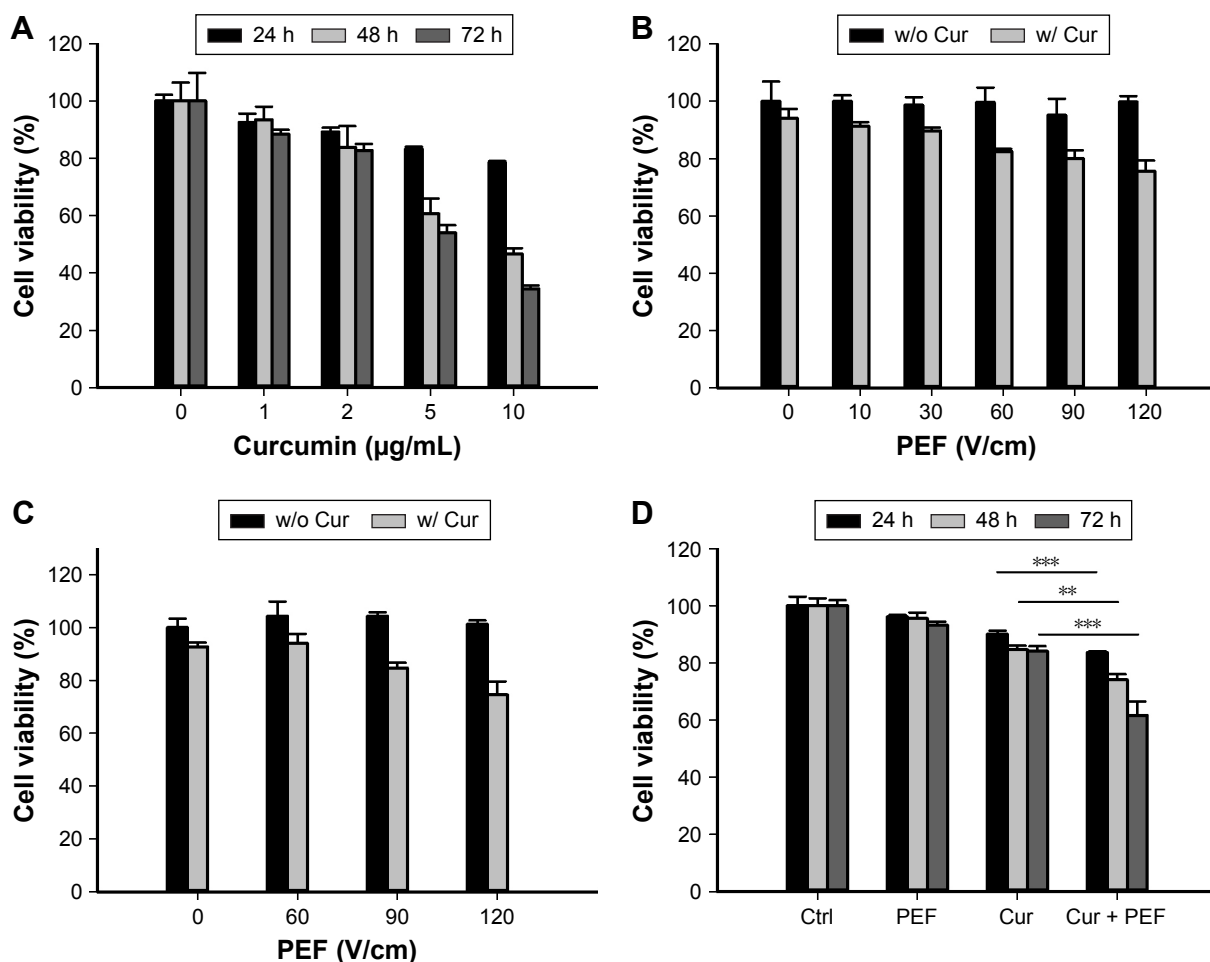 A
24 h 48 h 72 h
120
100
80
60
40
20
0
Cell viability (%)
0 1 2 5 10
Curcumin (µg/mL)
B
w/o Cur w/ Cur
120
100
80
60
40
20
0
Cell viability (%)
0 10 30 60 90 120
PEF (V/cm)
C
w/o Cur w/ Cur
120
100
80
60
40
20
0
Cell viability (%)
0 60 90 120
PEF (V/cm)
D
24 h 48 h 72 h
120
100
80
60
40
20
0
Cell viability (%)
***
**
***
Ctrl PEF Cur Cur + PEF